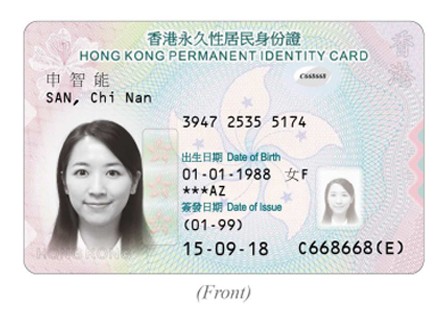 香港永久性居民身份證
HONG KONG PERMANENT IDENTITY CARD
申智能
SAN, Chi Nan
C668668
香港
3947 2535 5174
出生日期 Date of Birth
01-01-1988 女F
***AZ
簽發日期 Date of Issue
(01-99)
15-09-18
C668668(E)
HONG KONG
(Front)